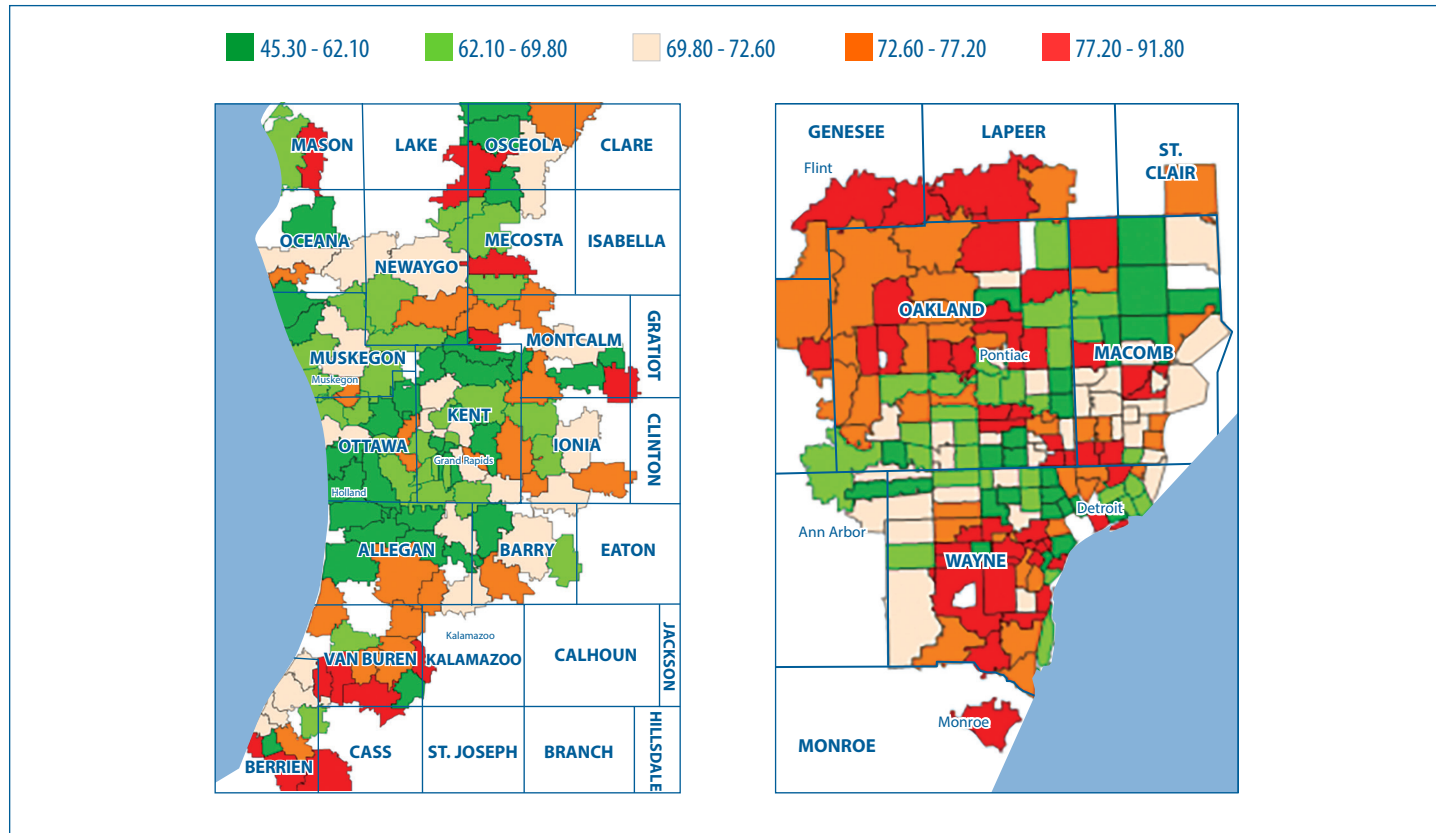 45.30 - 62.10
62.10 - 69.80
69.80 - 72.60
72.60 - 77.20
77.20 - 91.80
MASON
LAKE
OSCEOLA
CLARE
OCEANA
NEWAYGO
MECOSTA
ISABELLA
MUSKEGON
Muskegon
MONTCALM
GRATIOT
KENT
OTTAWA
Grand Rapids
IONIA
CLINTON
Holland
ALLEGAN
BARRY
EATON
Kalamazoo
VAN BUREN
KALAMAZOO
CALHOUN
JACKSON
BERRIEN
CASS
ST. JOSEPH
BRANCH
HILLSDALE
GENESEE
LAPEER
ST.
CLAIR
Flint
OAKLAND
Pontiac
MACOMB
Ann Arbor
Detroit
WAYNE
Monroe
MONROE